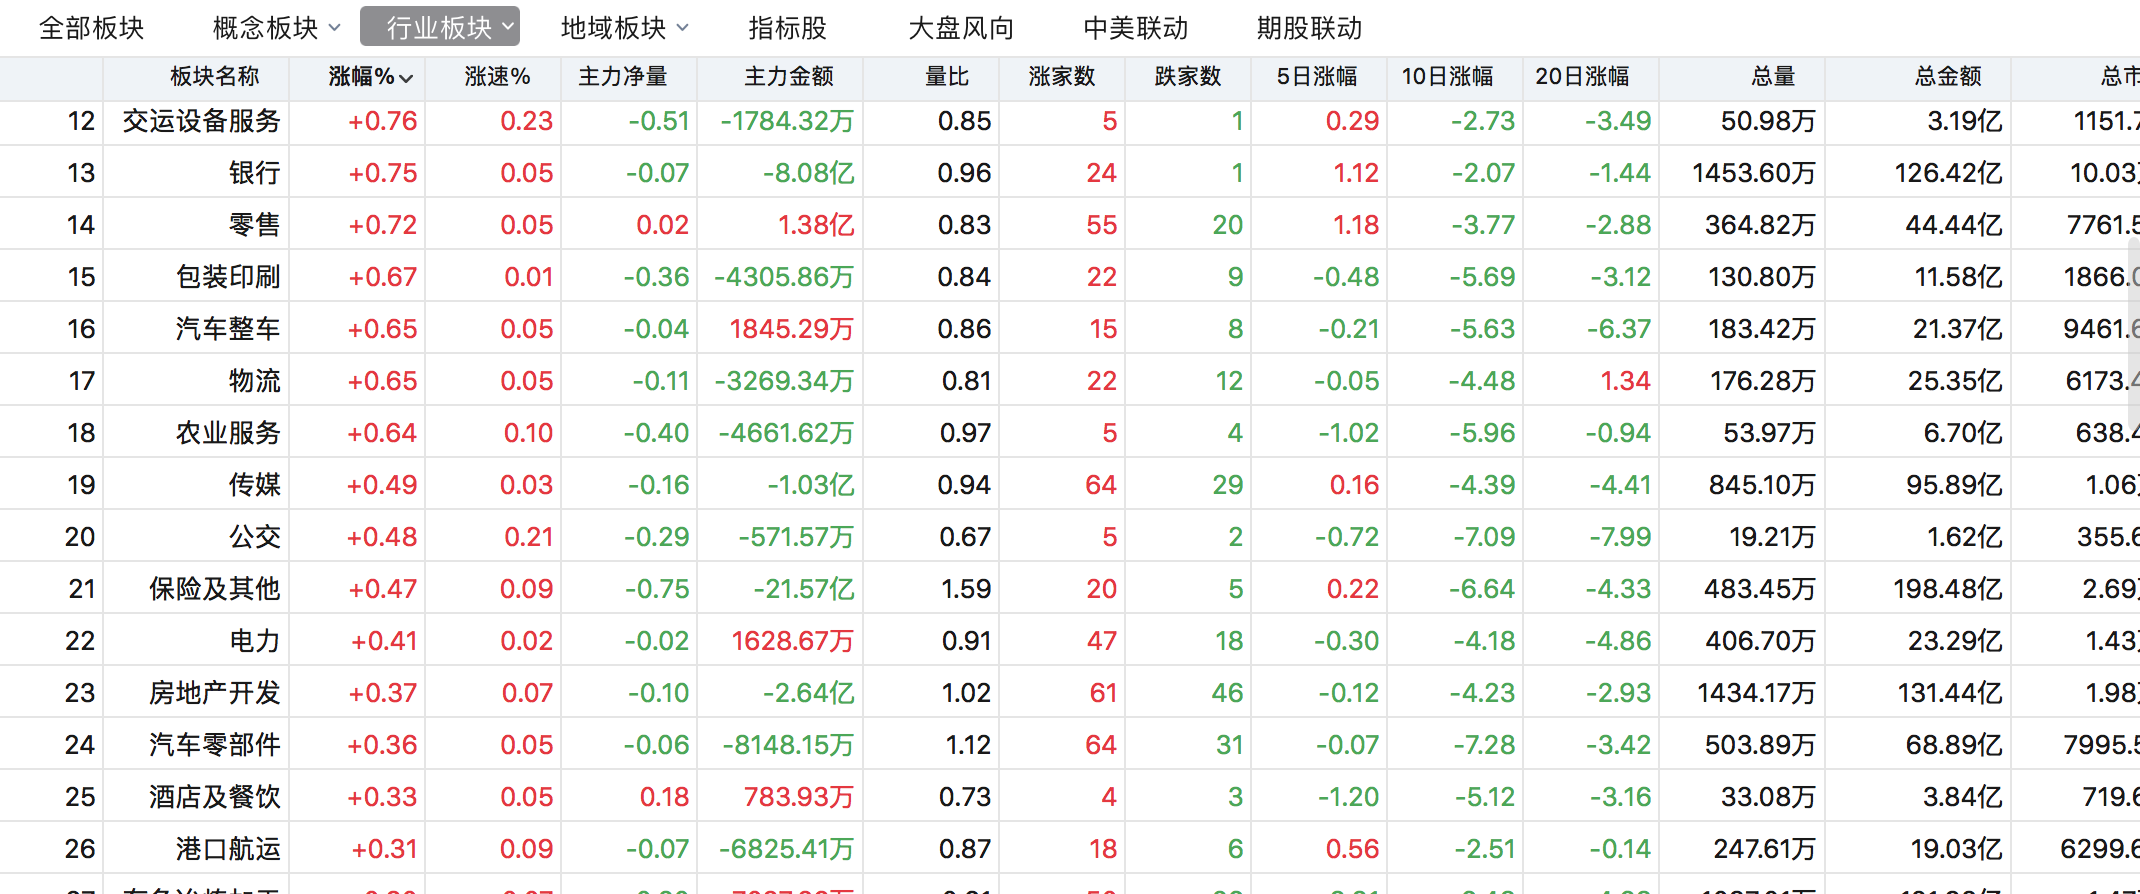 全部板块 概念板块 行业板块 地域板块 指标股 大盘风向 中美联动 期股联动
板块名称 涨幅% 涨速% 主力净量 主力金额 量比 涨家数 跌家数 5日涨幅 10日涨幅 20日涨幅 总量 总金额 总市
12 交运设备服务 +0.76 0.23 -0.51 -1784.32万 0.85 5 1 0.29 -2.73 -3.49 50.98万 3.19亿 1151.7
13 银行 +0.75 0.05 -0.07 -8.08亿 0.96 24 1 1.12 -2.07 -1.44 1453.60万 126.42亿 10.03
14 零售 +0.72 0.05 0.02 1.38亿 0.83 55 20 1.18 -3.77 -2.88 364.82万 44.44亿 7761.5
15 包装印刷 +0.67 0.01 -0.36 -4305.86万 0.84 22 9 -0.48 -5.69 -3.12 130.80万 11.58亿 1866.0
16 汽车整车 +0.65 0.05 -0.04 1845.29万 0.86 15 8 -0.21 -5.63 -6.37 183.42万 21.37亿 9461.6
17 物流 +0.65 0.05 -0.11 -3269.34万 0.81 22 12 -0.05 -4.48 1.34 176.28万 25.35亿 6173.4
18 农业服务 +0.64 0.10 -0.40 -4661.62万 0.97 5 4 -1.02 -5.96 -0.94 53.97万 6.70亿 638.4
19 传媒 +0.49 0.03 -0.16 -1.03亿 0.94 64 29 0.16 -4.39 -4.41 845.10万 95.89亿 1.06
20 公交 +0.48 0.21 -0.29 -571.57万 0.67 5 2 -0.72 -7.09 -7.99 19.21万 1.62亿 355.6
21 保险及其他 +0.47 0.09 -0.75 -21.57亿 1.59 20 5 0.22 -6.64 -4.33 483.45万 198.48亿 2.69
22 电力 +0.41 0.02 -0.02 1628.67万 0.91 47 18 -0.30 -4.18 -4.86 406.70万 23.29亿 1.43
23 房地产开发 +0.37 0.07 -0.10 -2.64亿 1.02 61 46 -0.12 -4.23 -2.93 1434.17万 131.44亿 1.98
24 汽车零部件 +0.36 0.05 -0.06 -8148.15万 1.12 64 31 -0.07 -7.28 -3.42 503.89万 68.89亿 7995.5
25 酒店及餐饮 +0.33 0.05 0.18 783.93万 0.73 4 3 -1.20 -5.12 -3.16 33.08万 3.84亿 719.6
26 港口航运 +0.31 0.09 -0.07 -6825.41万 0.87 18 6 0.56 -2.51 -0.14 247.61万 19.03亿 6299.6